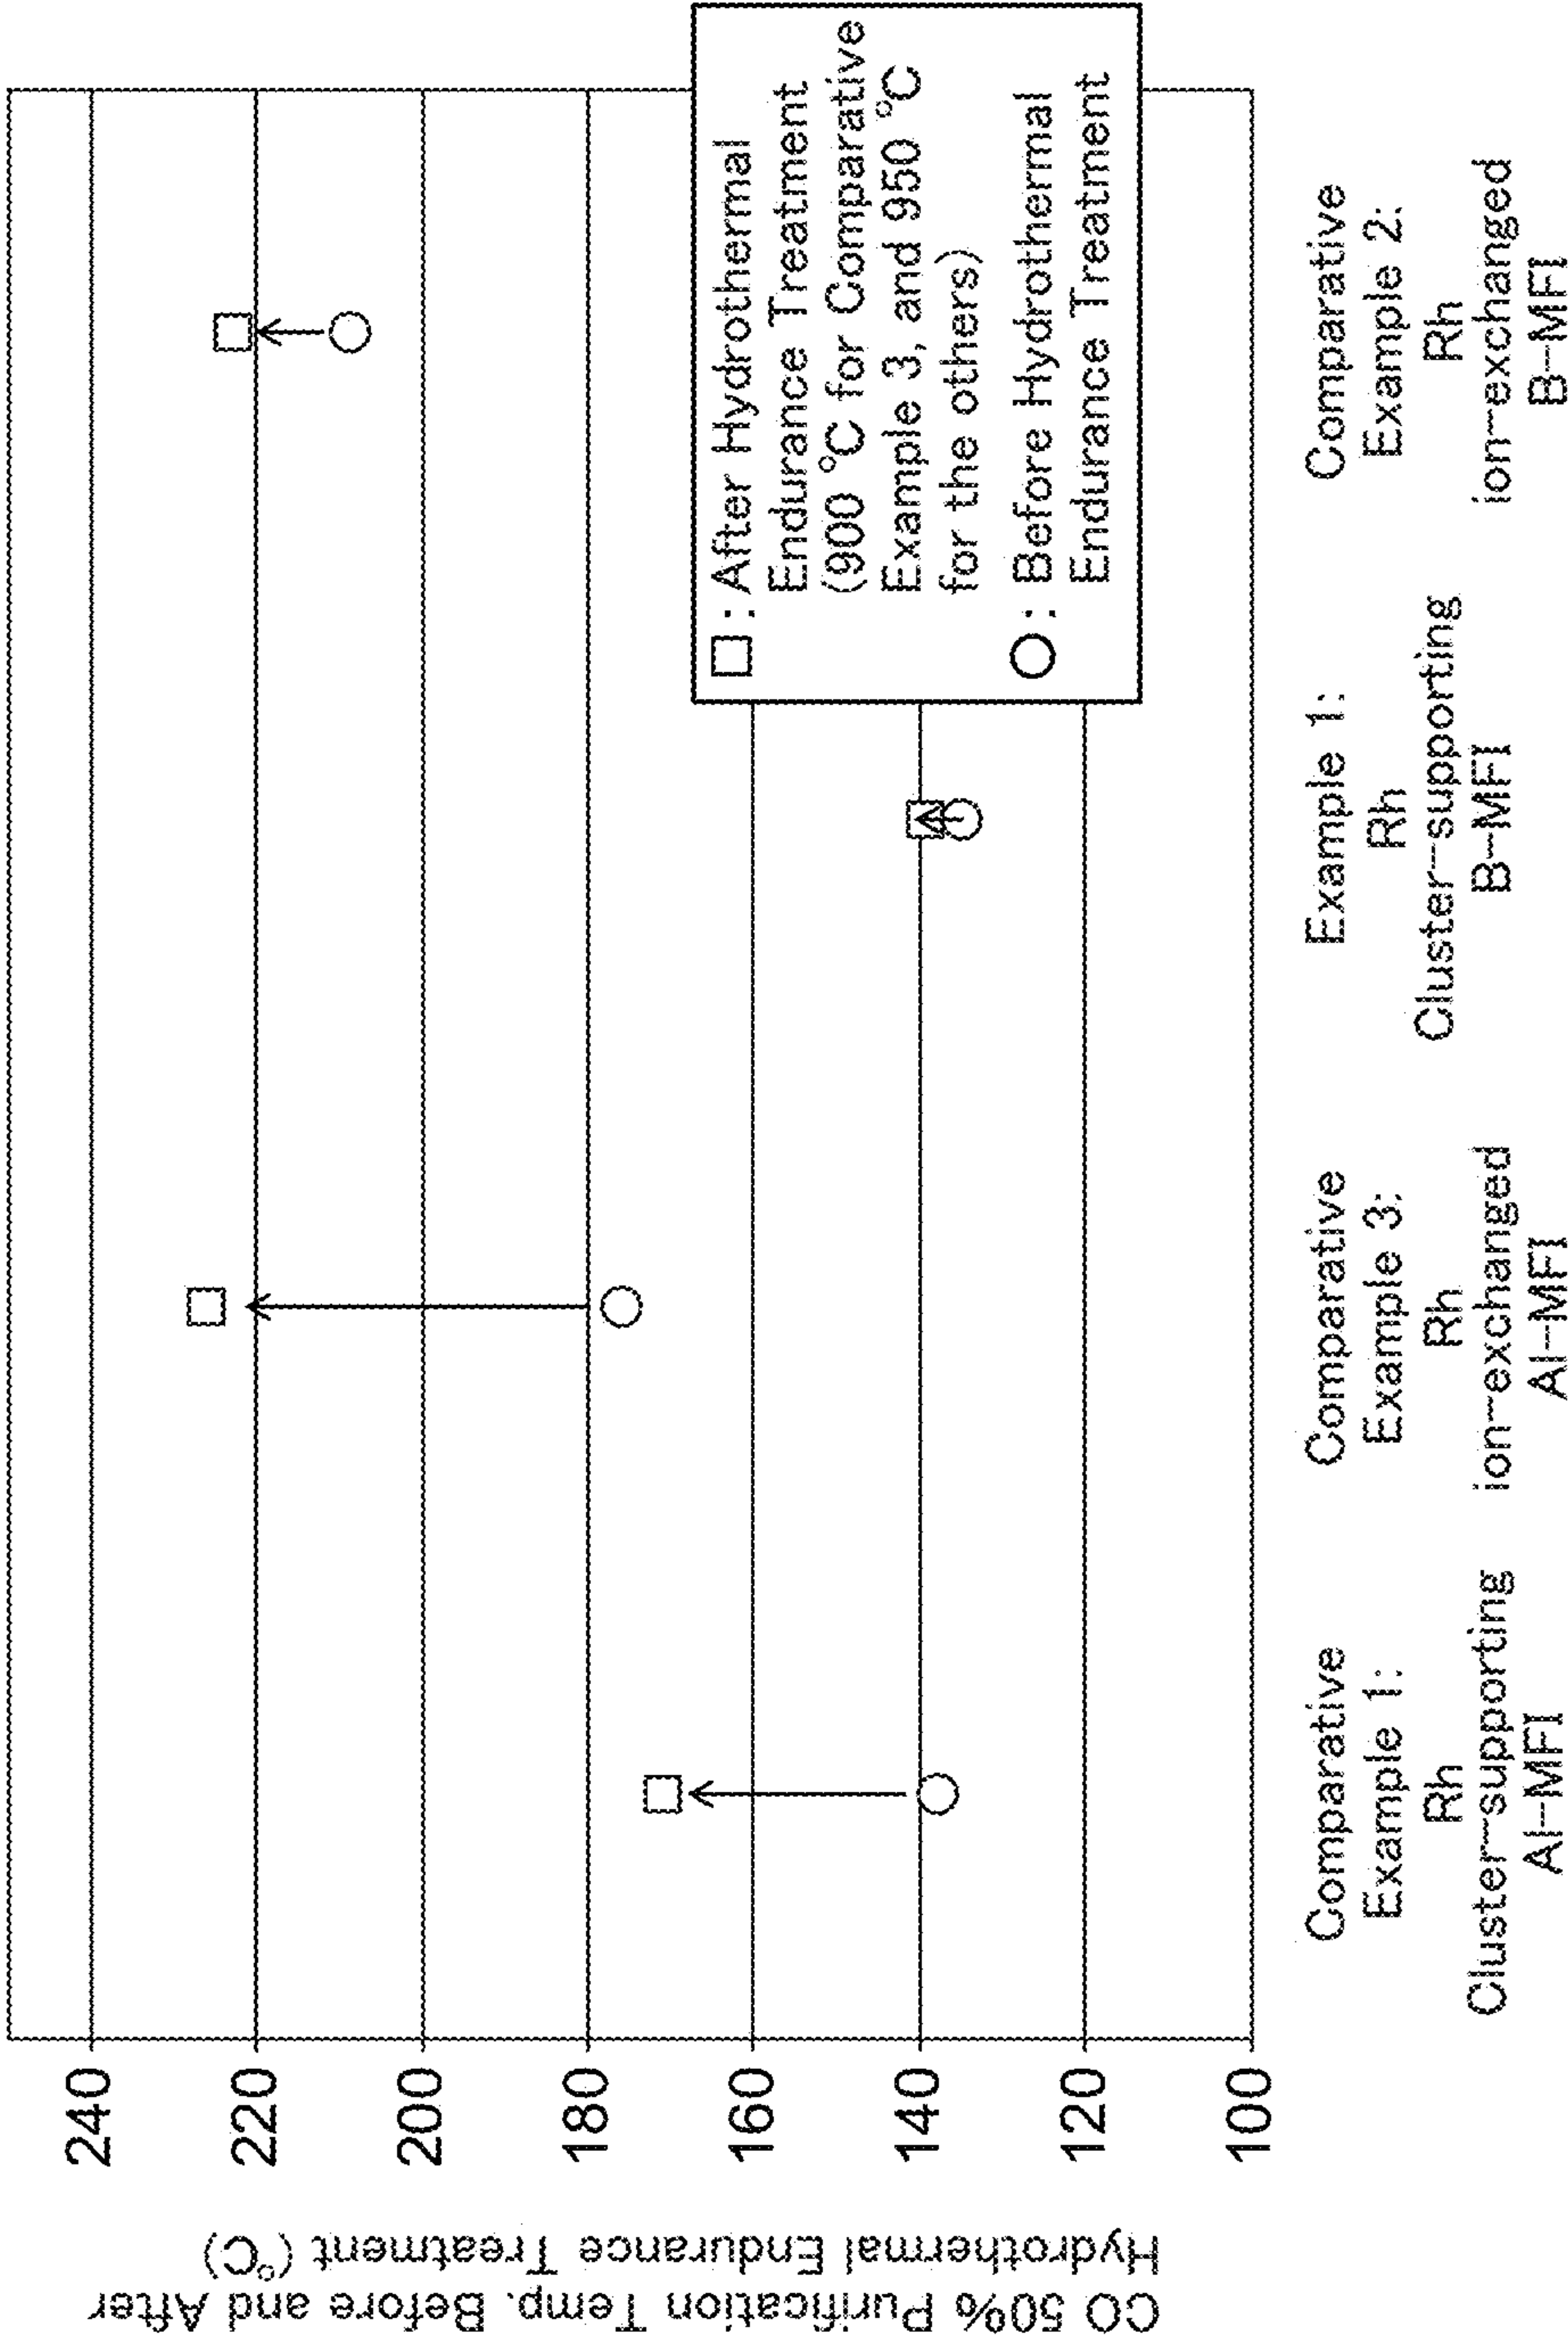 CO 50% Purification Temp. Before and After
Hydrothermal Endurance Treatment (°C)
240
220
200
180
160
140
120
100
□ : After Hydrothermal
Endurance Treatment
(900 °C for Comparative
Example 3, and 950 °C
for the others)
○ : Before Hydrothermal
Endurance Treatment
Comparative
Example 1:
Rh
Cluster-supporting
Al-MFI
Comparative
Example 3:
Rh
ion-exchanged
Al-MFI
Example 1:
Rh
Cluster-supporting
B-MFI
Comparative
Example 2:
Rh
ion-exchanged
B-MFI